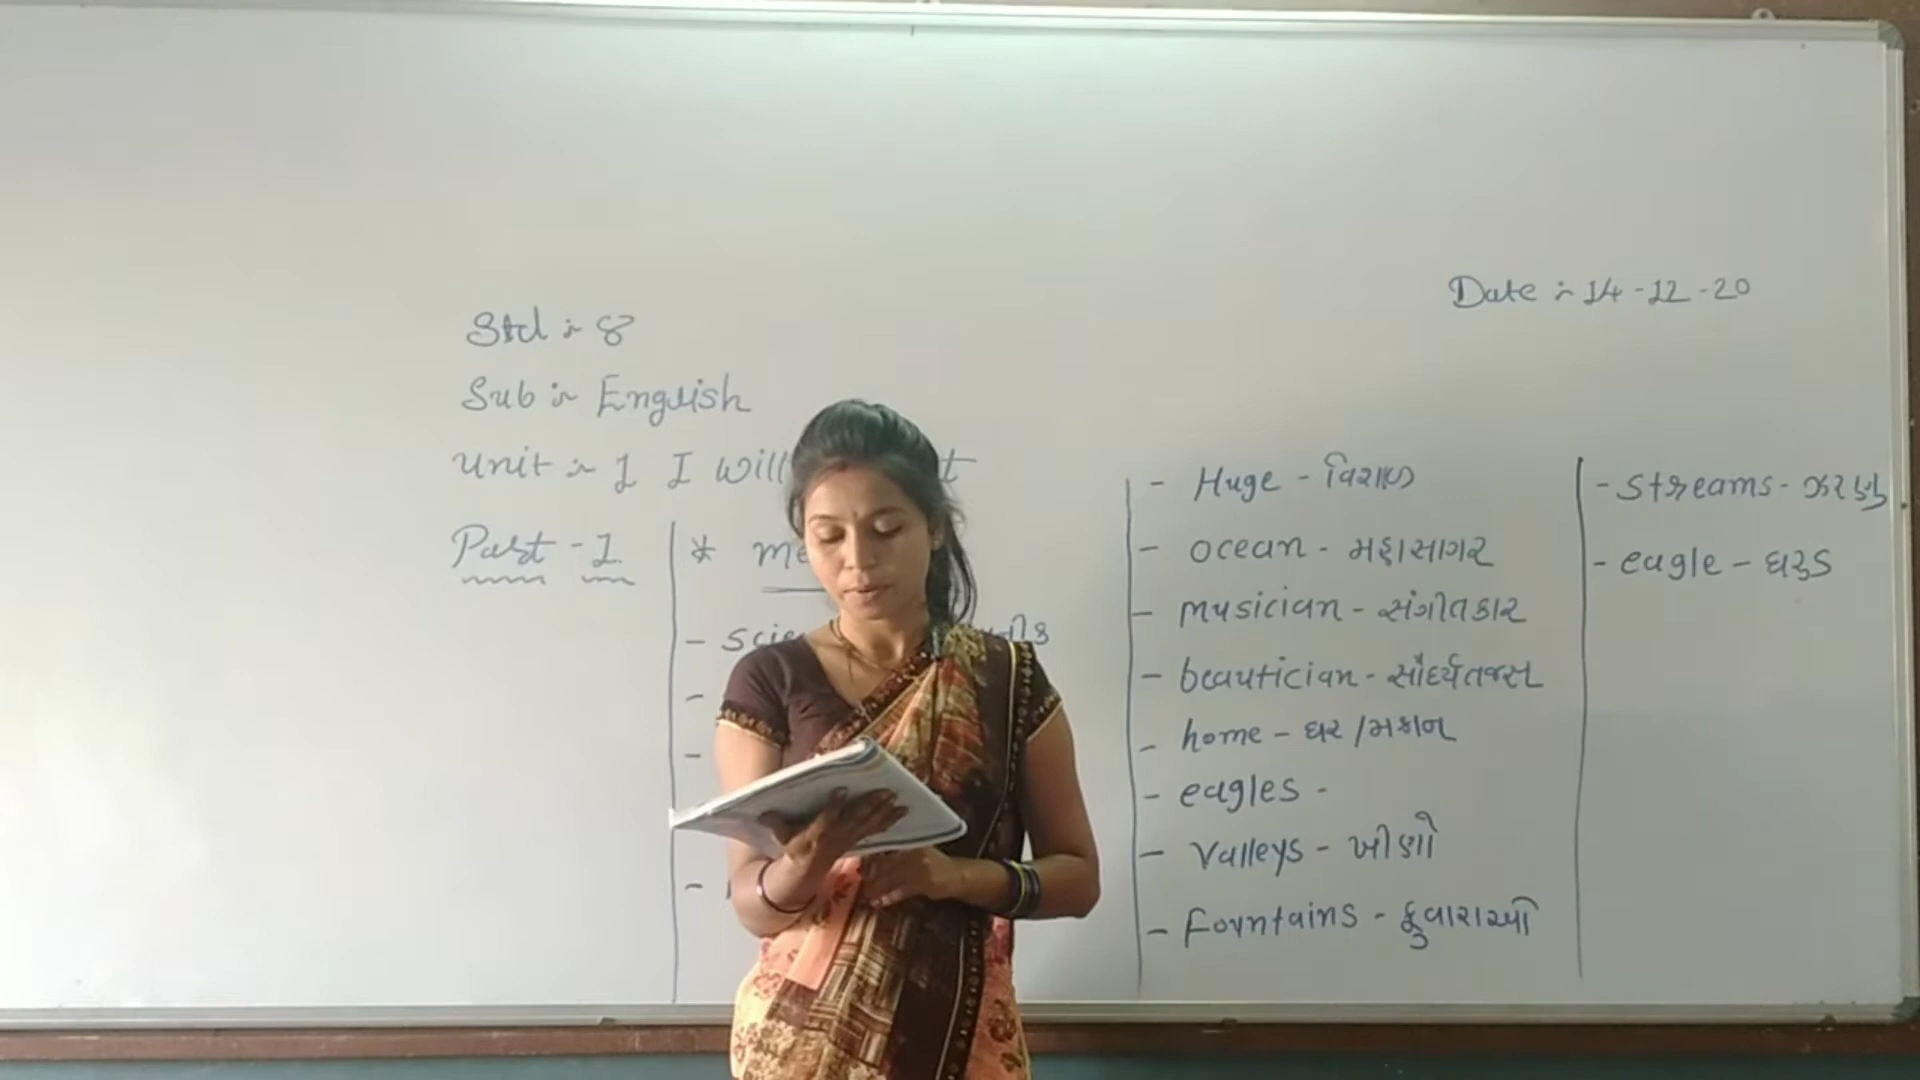 Date :- 14-12-20
Std :- 8
Sub :- English
Unit :- 1 I will
Part - 1
*
- Huge - વિશાળ
- ocean - મહાસાગર
- musician - સંગીતકાર
- beautician - સૌદર્યતજસ
- home - ઘર / મકાન
- eagles -
- Valleys - ખીણો
- Fountains - ફુવારાઓ
- streams - ઝરણું
- eagle - ઘરુડ